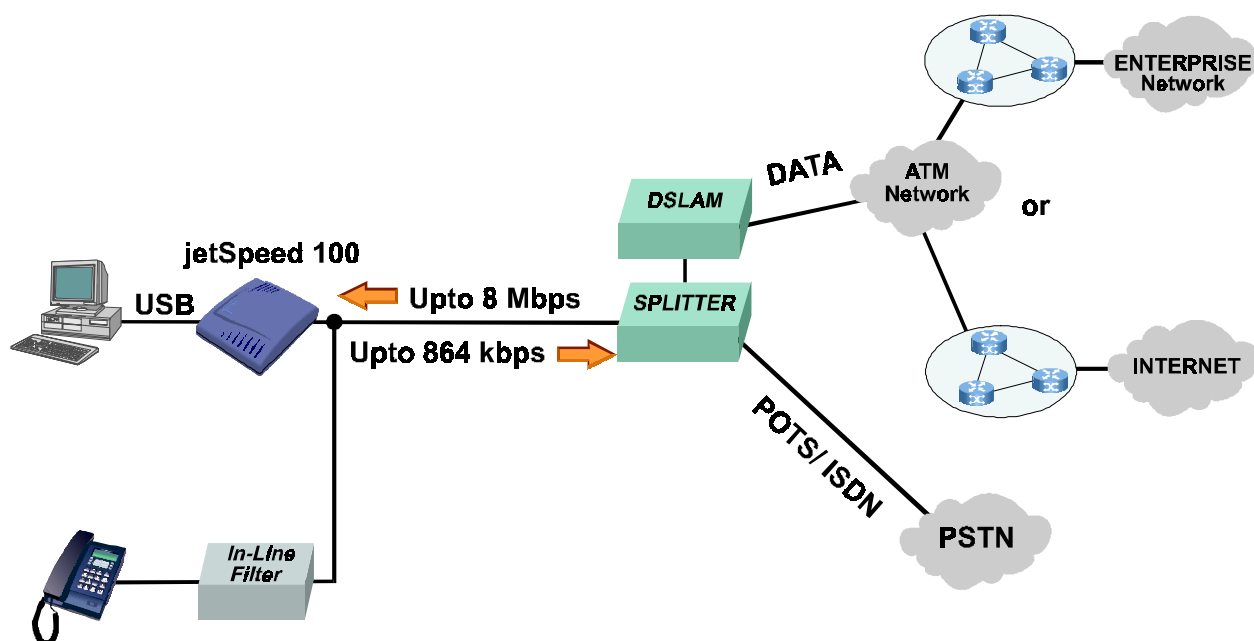 ENTERPRISE
Network
DATA
ATM
Network
or
DSLAM
jetSpeed 100
USB
Upto 8 Mbps
SPLITTER
Upto 864 kbps
INTERNET
POTS/ ISDN
PSTN
In-Line
Filter